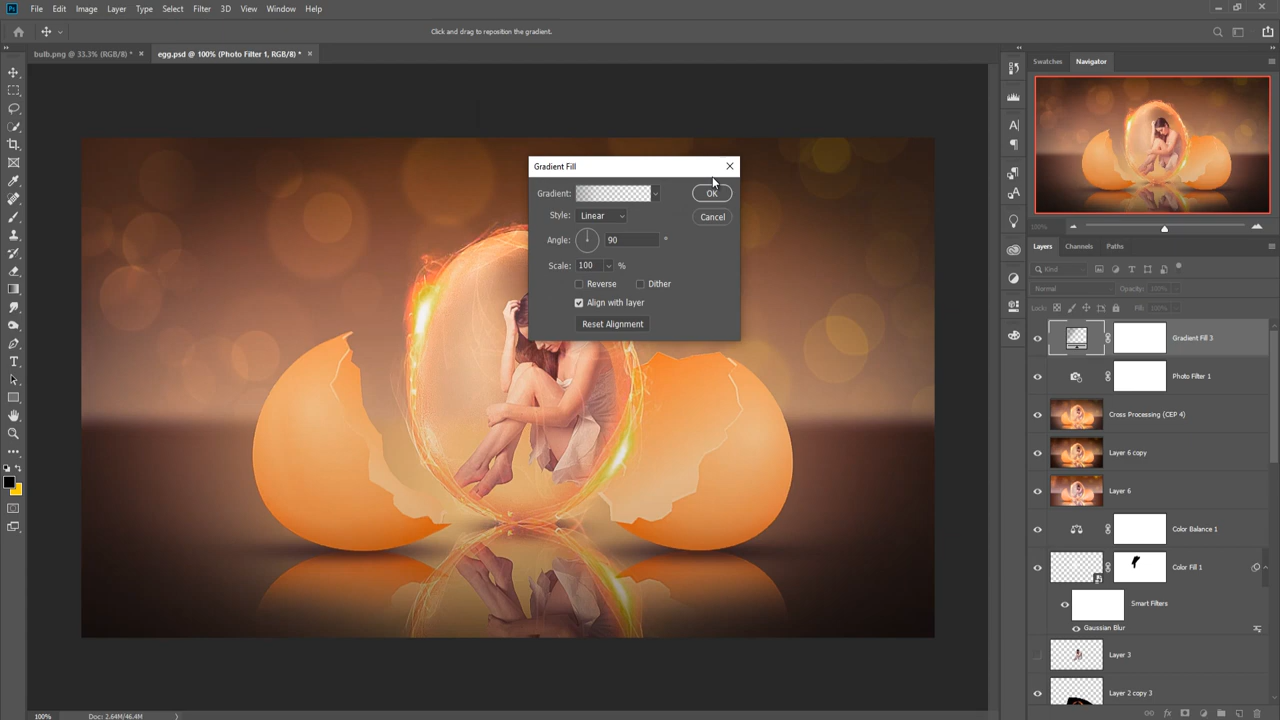 Ps File Edit Image Layer Type Select Filter 3D View Window Help
Click and drag to reposition the gradient.
bulb.png @ 33.3% (RGB/8) * × egg.psd @ 100% (Photo Filter 1, RGB/8) * ×
Swatches Navigator
Gradient Fill
Gradient: OK
Style: Linear Cancel
Angle: 90 °
Scale: 100 %
Reverse Dither
Align with layer
Reset Alignment
100%
Layers Channels Paths
Kind
Normal Opacity: 100%
Lock: Fill: 100%
Gradient Fill 3
Photo Filter 1
Cross Processing (CEP 4)
Layer 6 copy
Layer 6
Color Balance 1
Color Fill 1
Smart Filters
Gaussian Blur
Layer 3
Layer 2 copy 3
100% Doc: 2.64M/46.4M